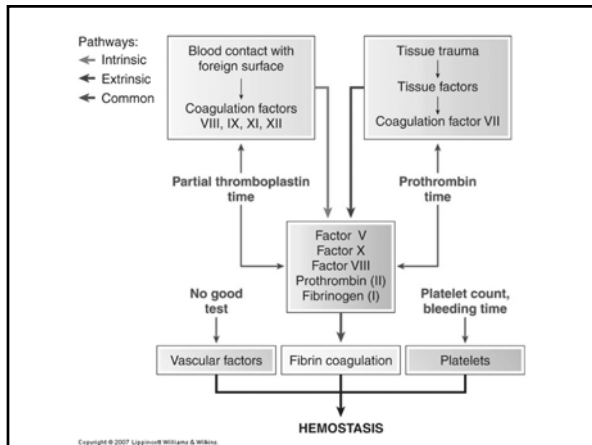 Pathways:
Intrinsic
Extrinsic
Common
Blood contact with
foreign surface
Coagulation factors
VIII, IX, XI, XII
Tissue trauma
Tissue factors
Coagulation factor VII
Partial thromboplastin
time
Prothrombin
time
Factor V
Factor X
Factor VIII
Prothrombin (II)
Fibrinogen (I)
No good
test
Platelet count,
bleeding time
Vascular factors
Fibrin coagulation
Platelets
HEMOSTASIS
Copyright © 2007 Lippincott Williams & Wilkins.